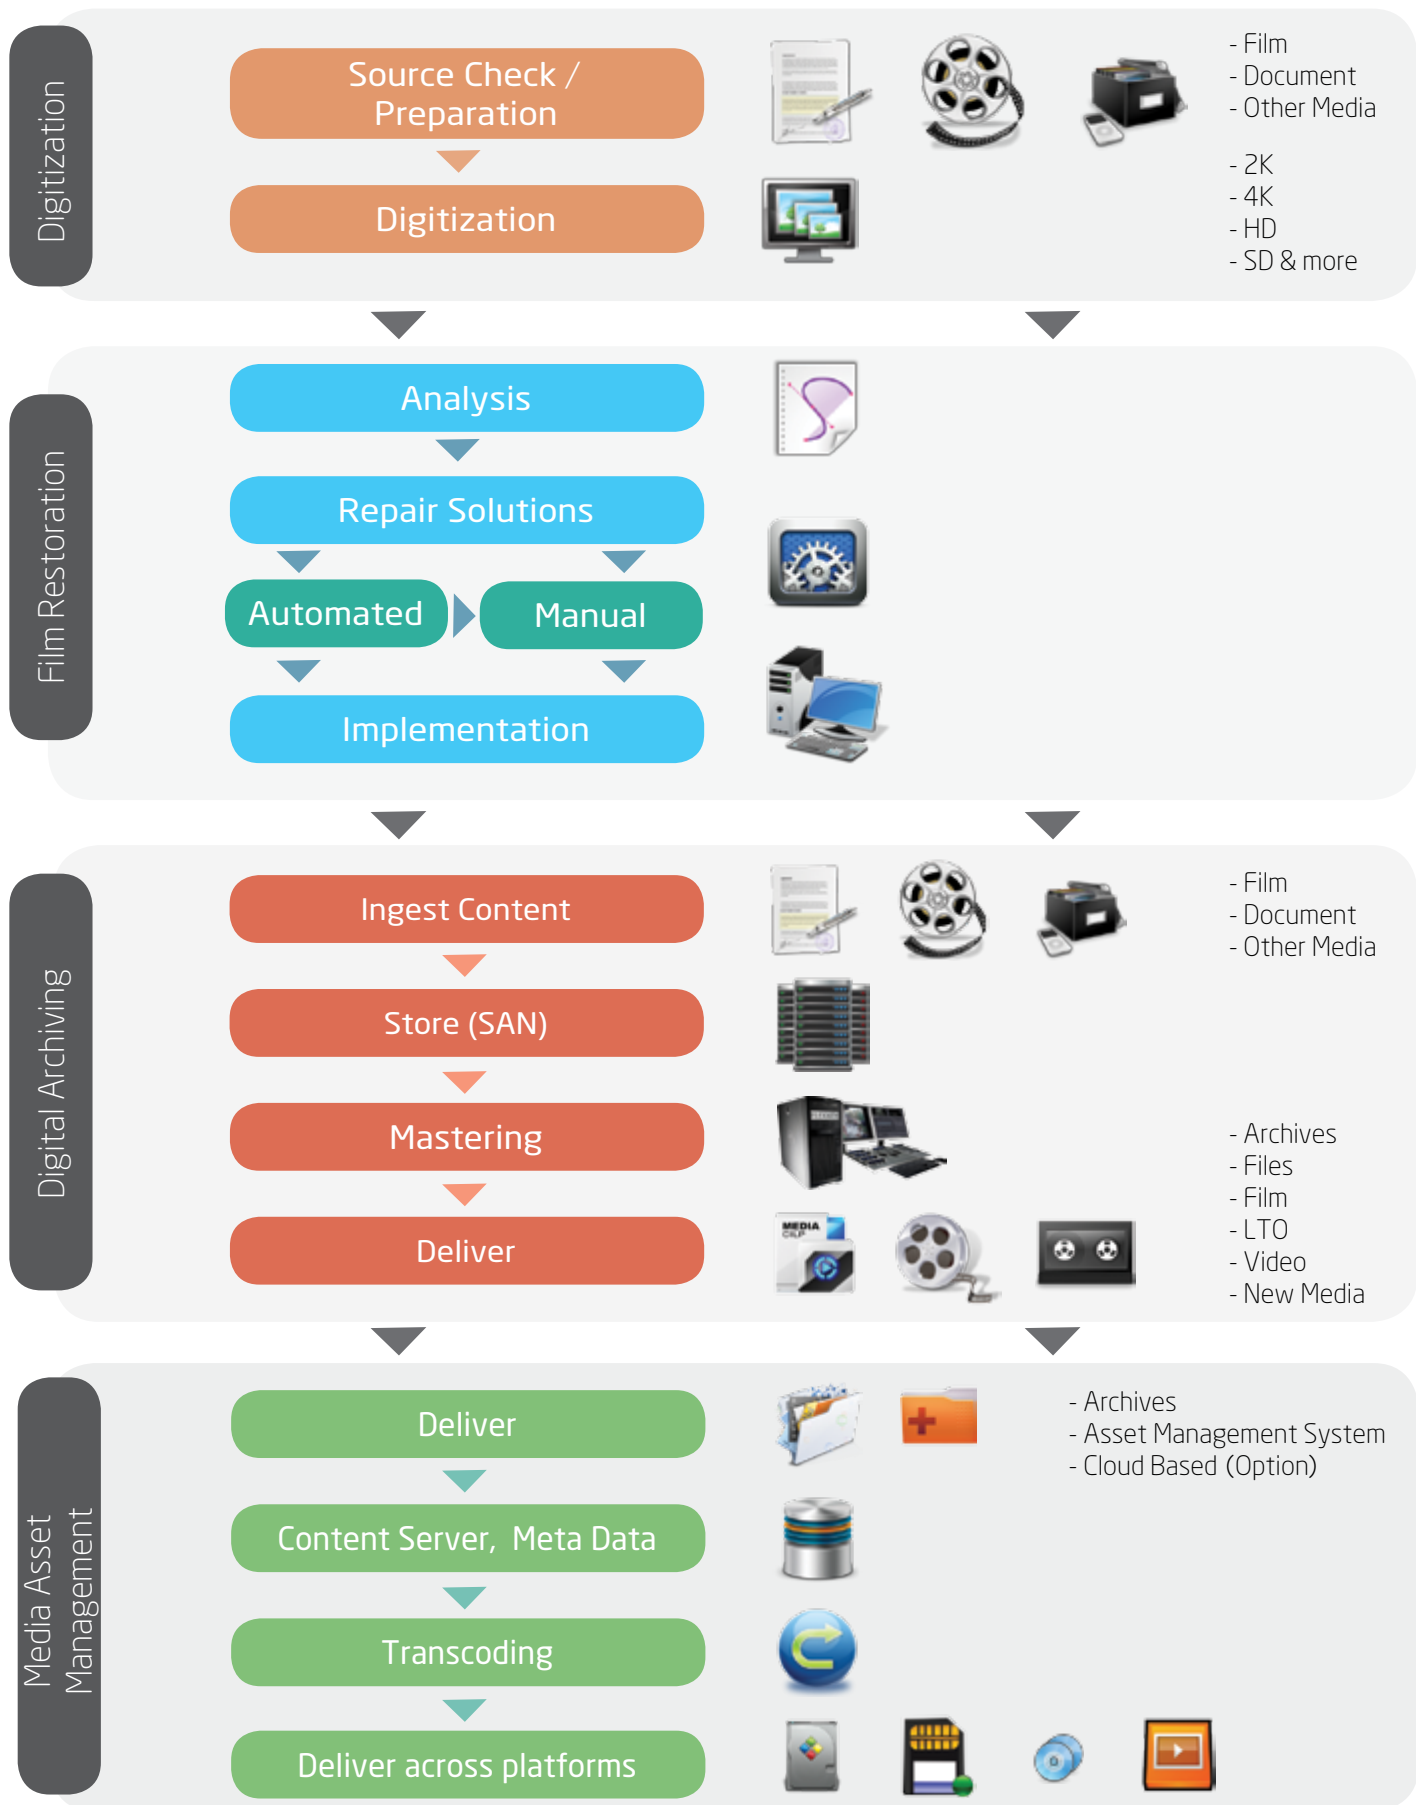 Digitization
Source Check /
Preparation
- Film
- Document
- Other Media
Digitization
- 2K
- 4K
- HD
- SD & more
Film Restoration
Analysis
Repair Solutions
Automated
Manual
Implementation
Digital Archiving
Ingest Content
- Film
- Document
- Other Media
Store (SAN)
Mastering
- Archives
- Files
- Film
- LTO
- Video
- New Media
Deliver
MEDIA
Media Asset
Management
Deliver
- Archives
- Asset Management System
- Cloud Based (Option)
Content Server, Meta Data
Transcoding
Deliver across platforms